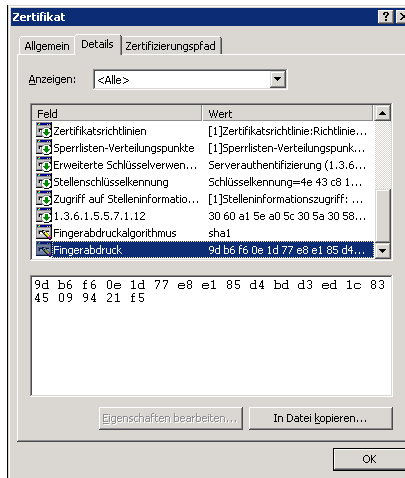 Zertifikat
Allgemein Details Zertifizierungspfad
Anzeigen: <Alle>
Feld Wert
Zertifikatsrichtlinien [1]Zertifikatsrichtlinie:Richtlinie...
Sperrlisten-Verteilungspunkte [1]Sperrlisten-Verteilungspunk...
Erweiterte Schlüsselverwen... Serverauthentifizierung (1.3.6...
Stellenschlüsselkennung Schlüsselkennung=4e 43 c8 1...
Zugriff auf Stelleninformatio... [1]Stelleninformationszugriff: ...
1.3.6.1.5.5.7.1.12 30 60 a1 5e a0 5c 30 5a 30 58...
Fingerabdruckalgorithmus sha1
Fingerabdruck 9d b6 f6 0e 1d 77 e8 e1 85 d4...
9d b6 f6 0e 1d 77 e8 e1 85 d4 bd d3 ed 1c 83
45 09 94 21 f5
Eigenschaften bearbeiten... In Datei kopieren...
OK